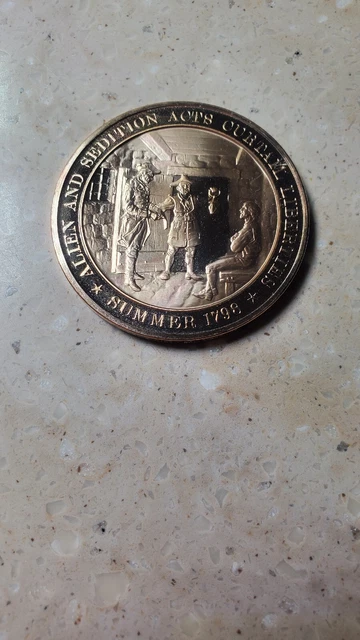 ALIEN AND SEDITION ACTS CURTAIL LIBERTIES
SUMMER 1798